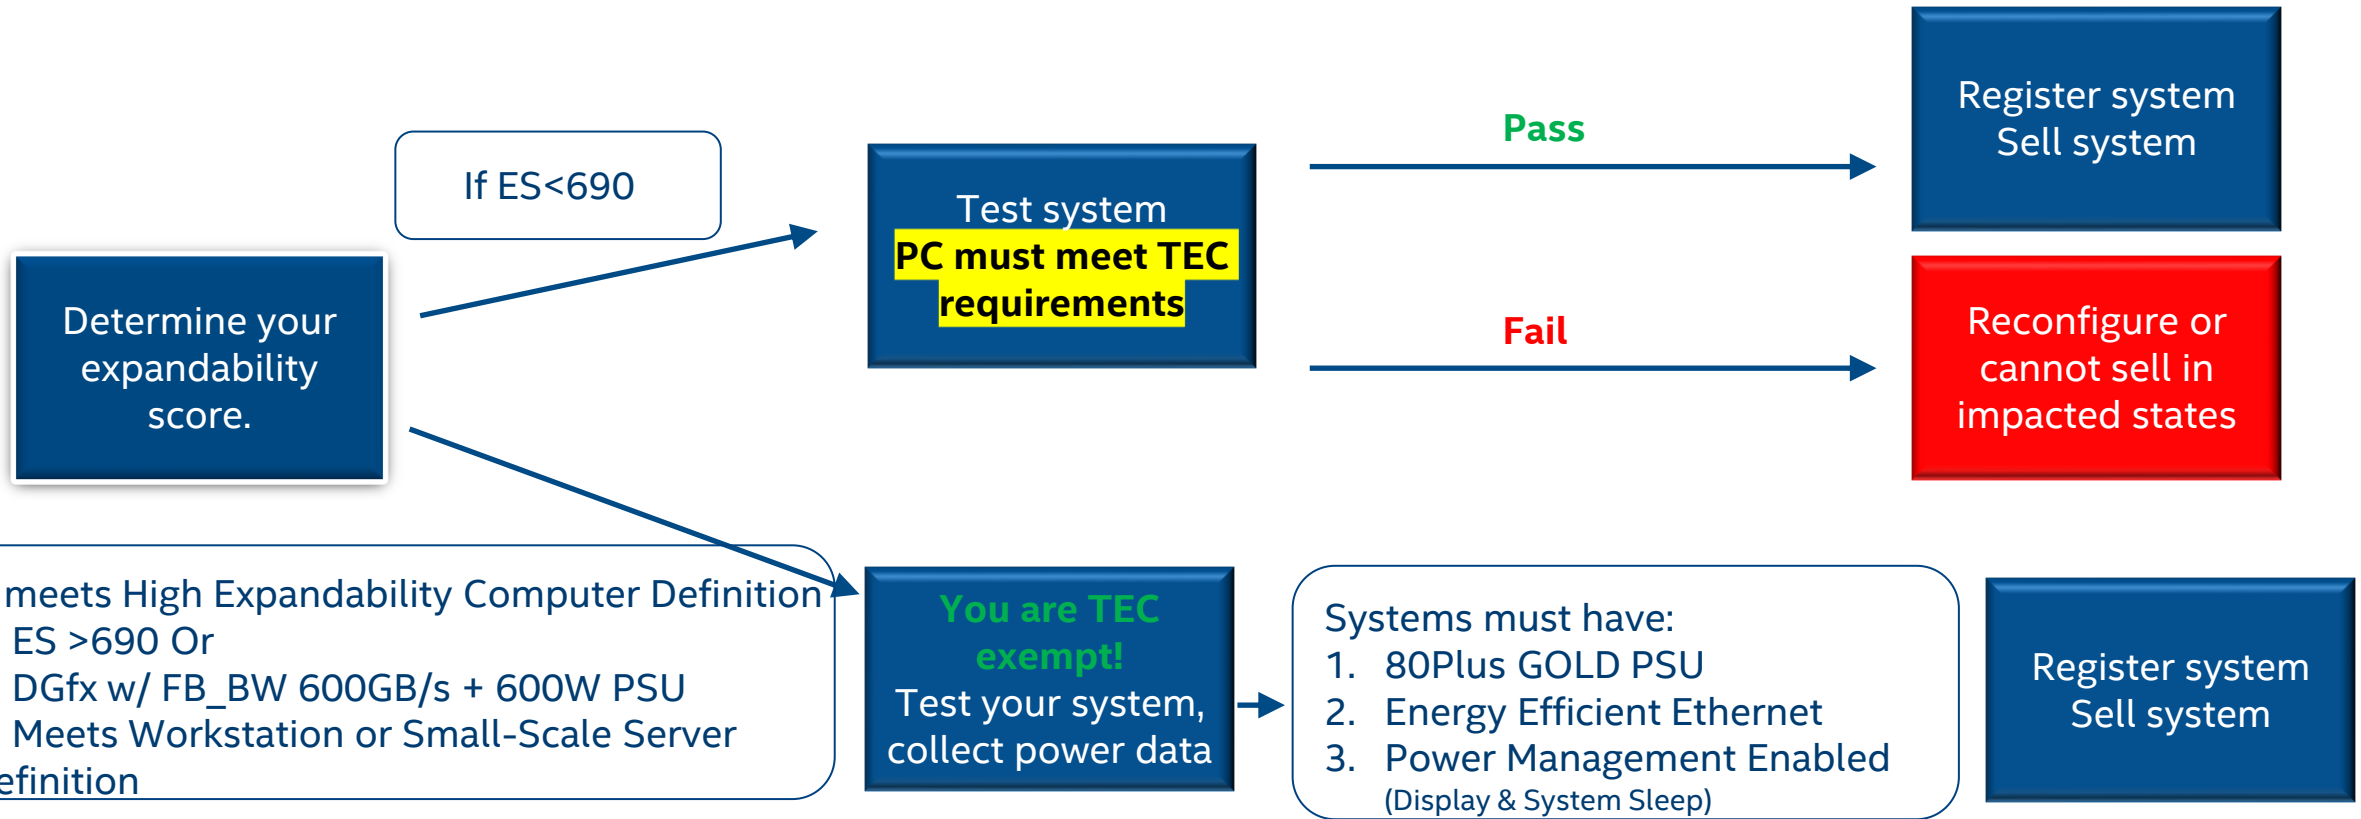 Determine your
expandability
score.
If ES<690
Test system
PC must meet TEC
requirements
Pass
Register system
Sell system
Fail
Reconfigure or
cannot sell in
impacted states
meets High Expandability Computer Definition
ES >690 Or
DGfx w/ FB_BW 600GB/s + 600W PSU
Meets Workstation or Small-Scale Server
efinition
You are TEC
exempt!
Test your system,
collect power data
Systems must have:
1. 80Plus GOLD PSU
2. Energy Efficient Ethernet
3. Power Management Enabled
(Display & System Sleep)
Register system
Sell system